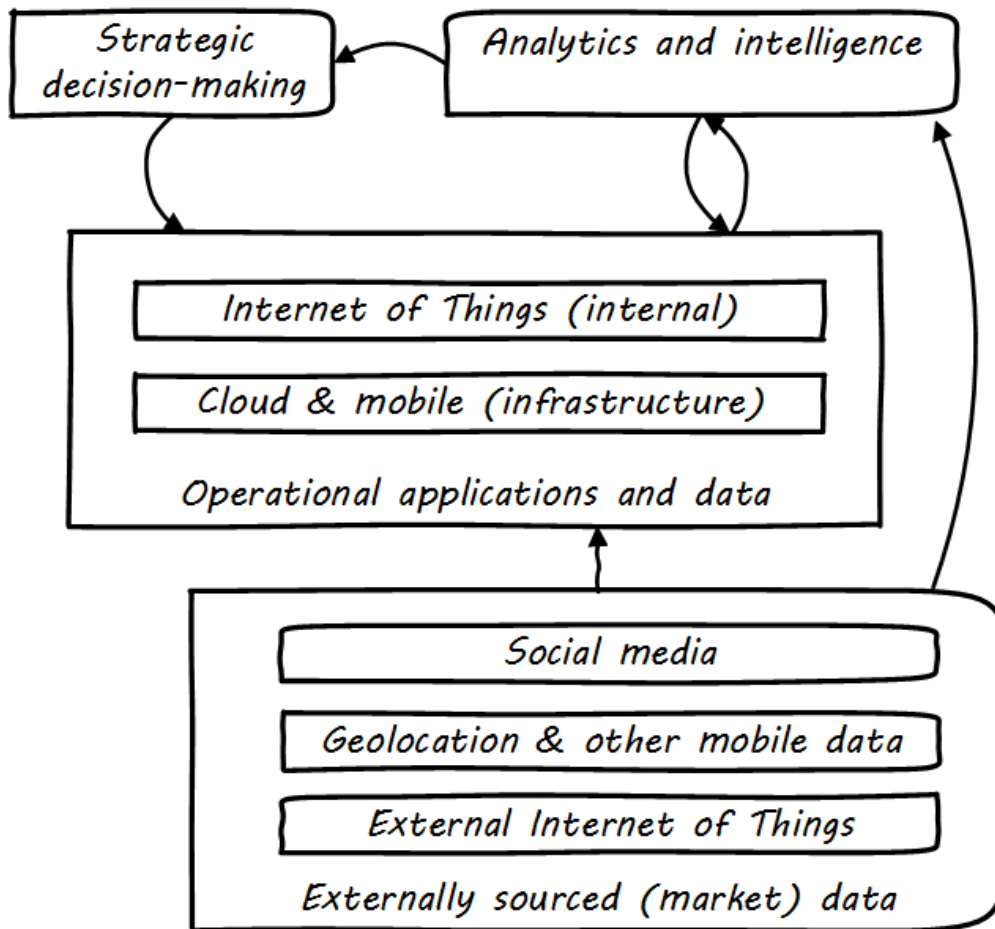 Strategic
decision-making
Analytics and intelligence
Internet of Things (internal)
Cloud & mobile (infrastructure)
Operational applications and data
Social media
Geolocation & other mobile data
External Internet of Things
Externally sourced (market) data